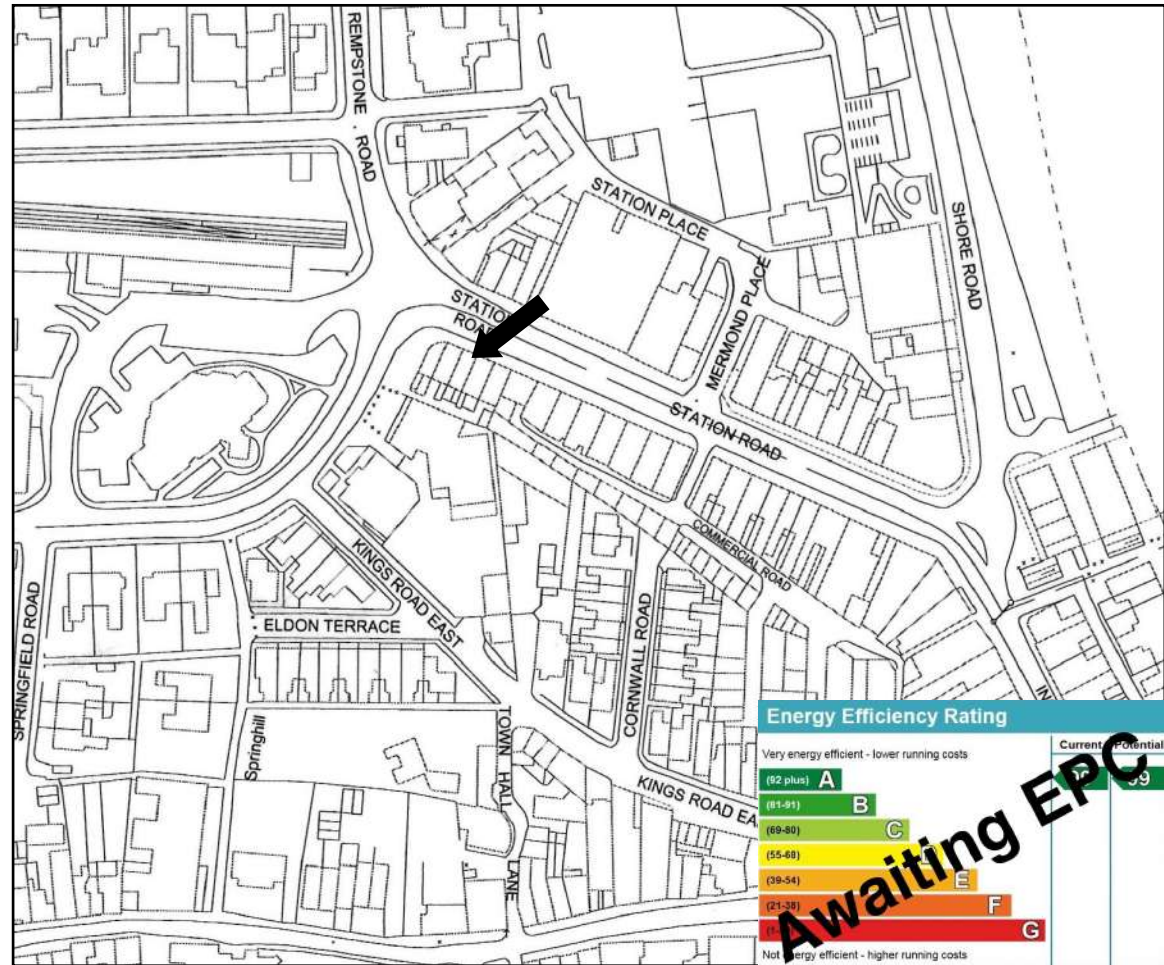 REMPSTONE ROAD
STATION PLACE
MERMOND PLACE
SHORE ROAD
STATION
ROAD
STATION ROAD
COMMERCIAL ROAD
KINGS ROAD EAST
ELDON TERRACE
SPRINGFIELD ROAD
Springhill
CORNWALL ROAD
TOWN HALL LANE
KINGS ROAD EA
IN
Energy Efficiency Rating
Current Potential
Very energy efficient - lower running costs
(92 plus) A
(81-91) B
(69-80) C
(55-68) D
(39-54) E
(21-38) F
G
Not energy efficient - higher running costs
99
Awaiting EPC